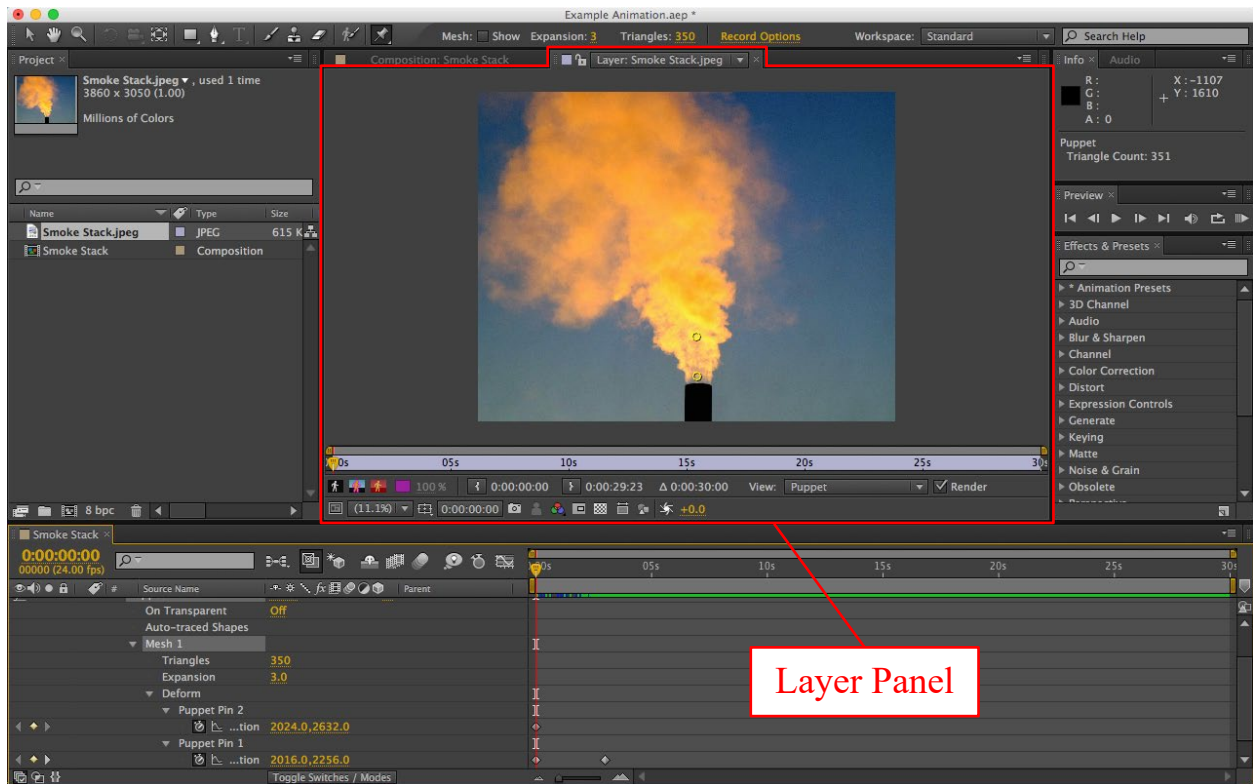 Example Animation.aep *
Mesh: Show Expansion: 3 Triangles: 350 Record Options Workspace: Standard Search Help
Project ×
Smoke Stack.jpeg ▾ , used 1 time
3860 x 3050 (1.00)
Millions of Colors
Name Type Size
Smoke Stack.jpeg JPEG 615 K
Smoke Stack Composition
8 bpc
Composition: Smoke Stack Layer: Smoke Stack.jpeg ×
05s 10s 15s 20s 25s
100 % 0:00:00:00 0:00:29:23 Δ 0:00:30:00 View: Puppet Render
(11.1%) 0:00:00:00 +0.0
Info × Audio
R : X : -1107
G : + Y : 1610
B :
A : 0
Puppet
Triangle Count: 351
Preview ×
Effects & Presets ×
* Animation Presets
3D Channel
Audio
Blur & Sharpen
Channel
Color Correction
Distort
Expression Controls
Generate
Keying
Matte
Noise & Grain
Obsolete
Smoke Stack ×
0:00:00:00
00000 (24.00 fps)
# Source Name Parent
05s 10s 15s 20s 25s
On Transparent Off
Auto-traced Shapes
Mesh 1
Triangles 350
Expansion 3.0
Deform
Puppet Pin 2
...tion 2024.0,2632.0
Puppet Pin 1
...tion 2016.0,2256.0
Toggle Switches / Modes
Layer Panel